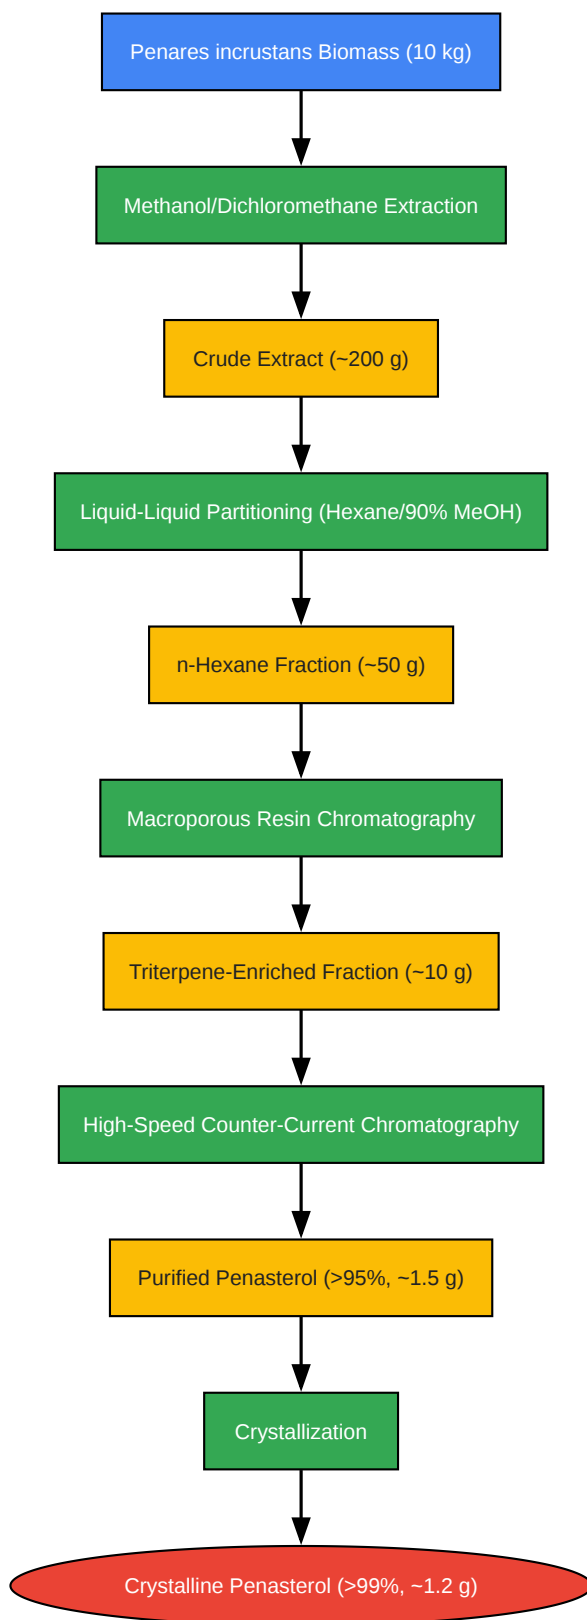 Penares incrustans Biomass (10 kg)
Methanol/Dichloromethane Extraction
Crude Extract (~200 g)
Liquid-Liquid Partitioning (Hexane/90% MeOH)
n-Hexane Fraction (~50 g)
Macroporous Resin Chromatography
Triterpene-Enriched Fraction (~10 g)
High-Speed Counter-Current Chromatography
Purified Penasterol (>95%, ~1.5 g)
Crystallization
Crystalline Penasterol (>99%, ~1.2 g)